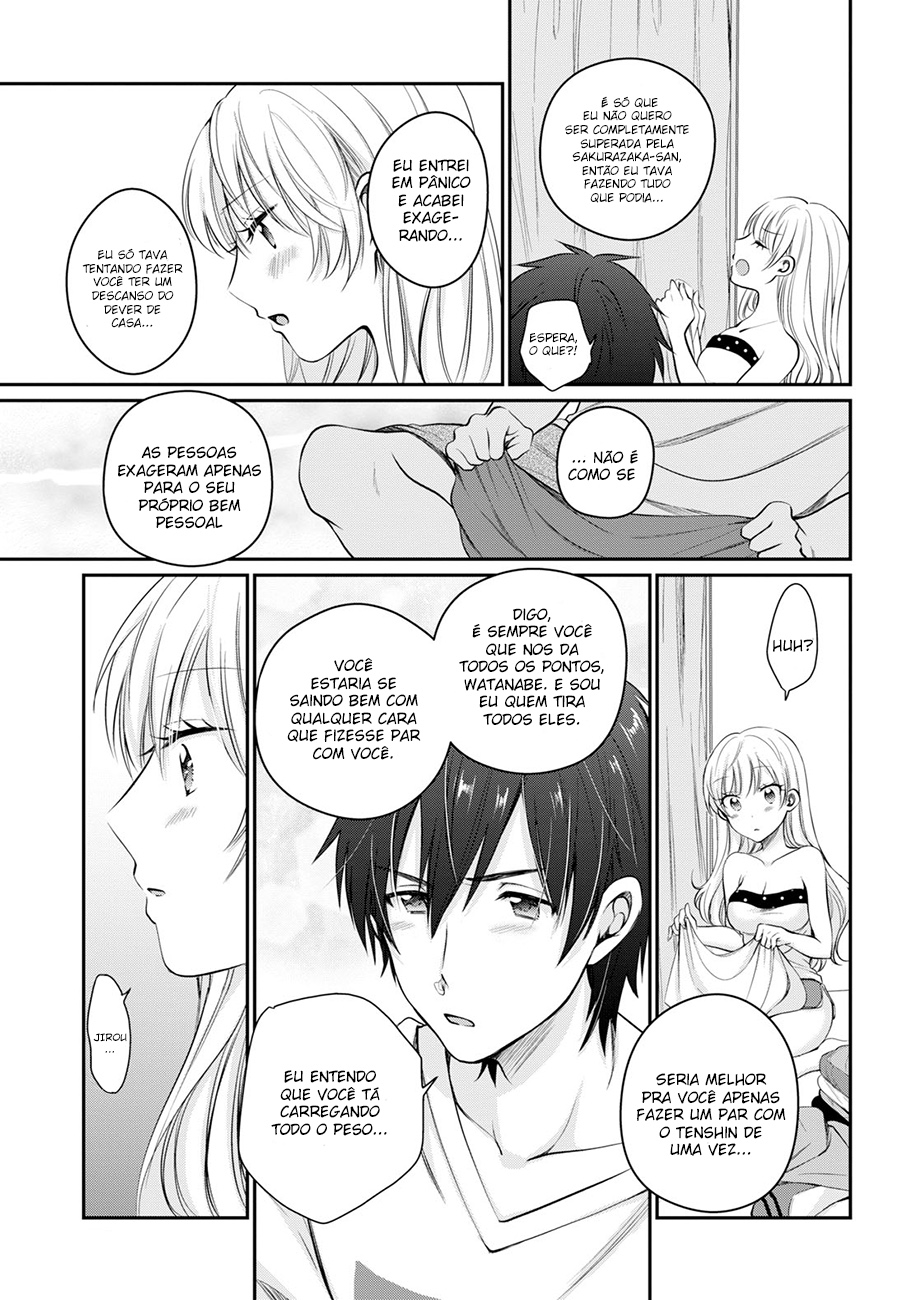 É SÓ QUE
EU NÃO QUERO
SER COMPLETAMENTE
SUPERADA PELA
SAKURAZAKA-SAN,
ENTÃO EU TAVA
FAZENDO TUDO
QUE PODIA...
ESPERA,
O QUE?!
EU ENTREI
EM PÂNICO
E ACABEI
EXAGE-
RANDO...
EU SÓ TAVA
TENTANDO FAZER
VOCÊ TER UM
DESCANSO DO
DEVER DE
CASA...
... NÃO É
COMO SE
AS PESSOAS
EXAGERAM APENAS
PARA O SEU
PRÓPRIO BEM
PESSOAL
HUH?
SERIA MELHOR
PRA VOCÊ APENAS
FAZER UM PAR COM
O TENSHIN DE
UMA VEZ...
DIGO,
É SEMPRE VOCÊ
QUE NOS DA
TODOS OS PONTOS,
WATANABE. E SOU
EU QUEM TIRA
TODOS ELES.
VOCÊ
ESTARIA SE
SAINDO BEM COM
QUALQUER CARA
QUE FIZESSE PAR
COM VOCÊ.
EU ENTENDO
QUE VOCÊ TÁ
CARREGANDO
TODO O PESO...
JIROU
...